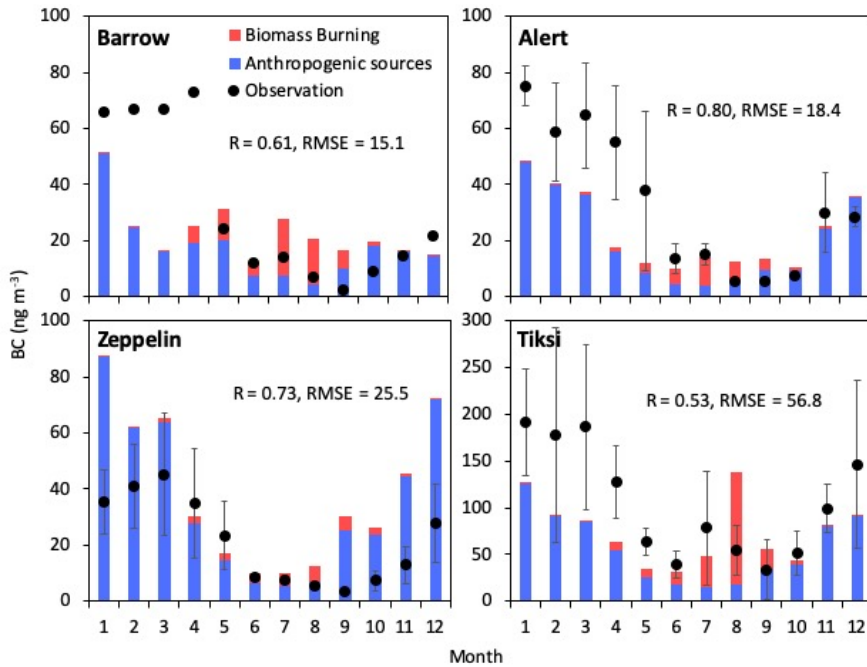 Barrow
Biomass Burning
Anthropogenic sources
Observation
R = 0.61, RMSE = 15.1
100
80
60
40
20
0
Alert
R = 0.80, RMSE = 18.4
100
80
60
40
20
0
BC (ng m⁻³)
Zeppelin
R = 0.73, RMSE = 25.5
100
80
60
40
20
0
1 2 3 4 5 6 7 8 9 10 11 12
Tiksi
R = 0.53, RMSE = 56.8
300
250
200
150
100
50
0
1 2 3 4 5 6 7 8 9 10 11 12
Month